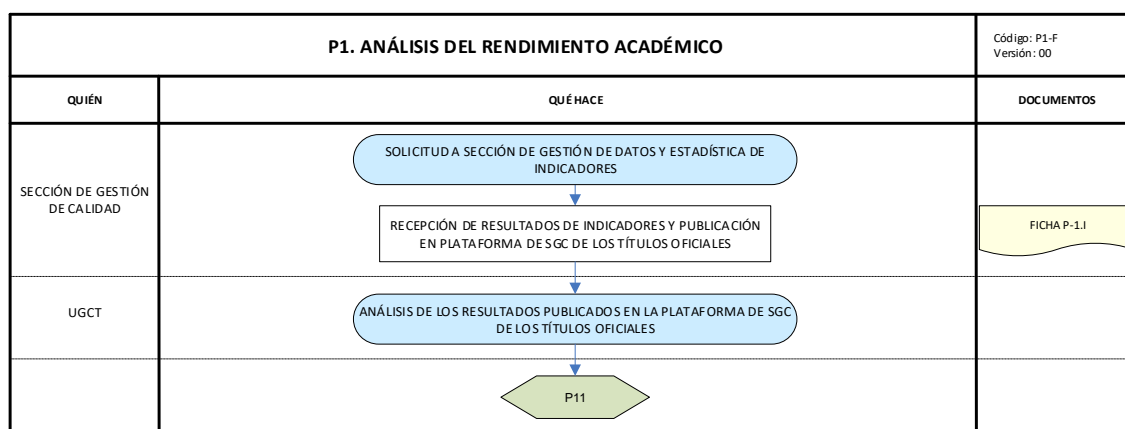 P1. ANÁLISIS DEL RENDIMIENTO ACADÉMICO
Código: P1-F
Versión: 00
QUIÉN
QUÉ HACE
DOCUMENTOS
SOLICITUD A SECCIÓN DE GESTIÓN DE DATOS Y ESTADÍSTICA DE
INDICADORES
SECCIÓN DE GESTIÓN
DE CALIDAD
RECEPCIÓN DE RESULTADOS DE INDICADORES Y PUBLICACIÓN
EN PLATAFORMA DE SGC DE LOS TÍTULOS OFICIALES
FICHA P-1.I
UGCT
ANÁLISIS DE LOS RESULTADOS PUBLICADOS EN LA PLATAFORMA DE SGC
DE LOS TÍTULOS OFICIALES
P11